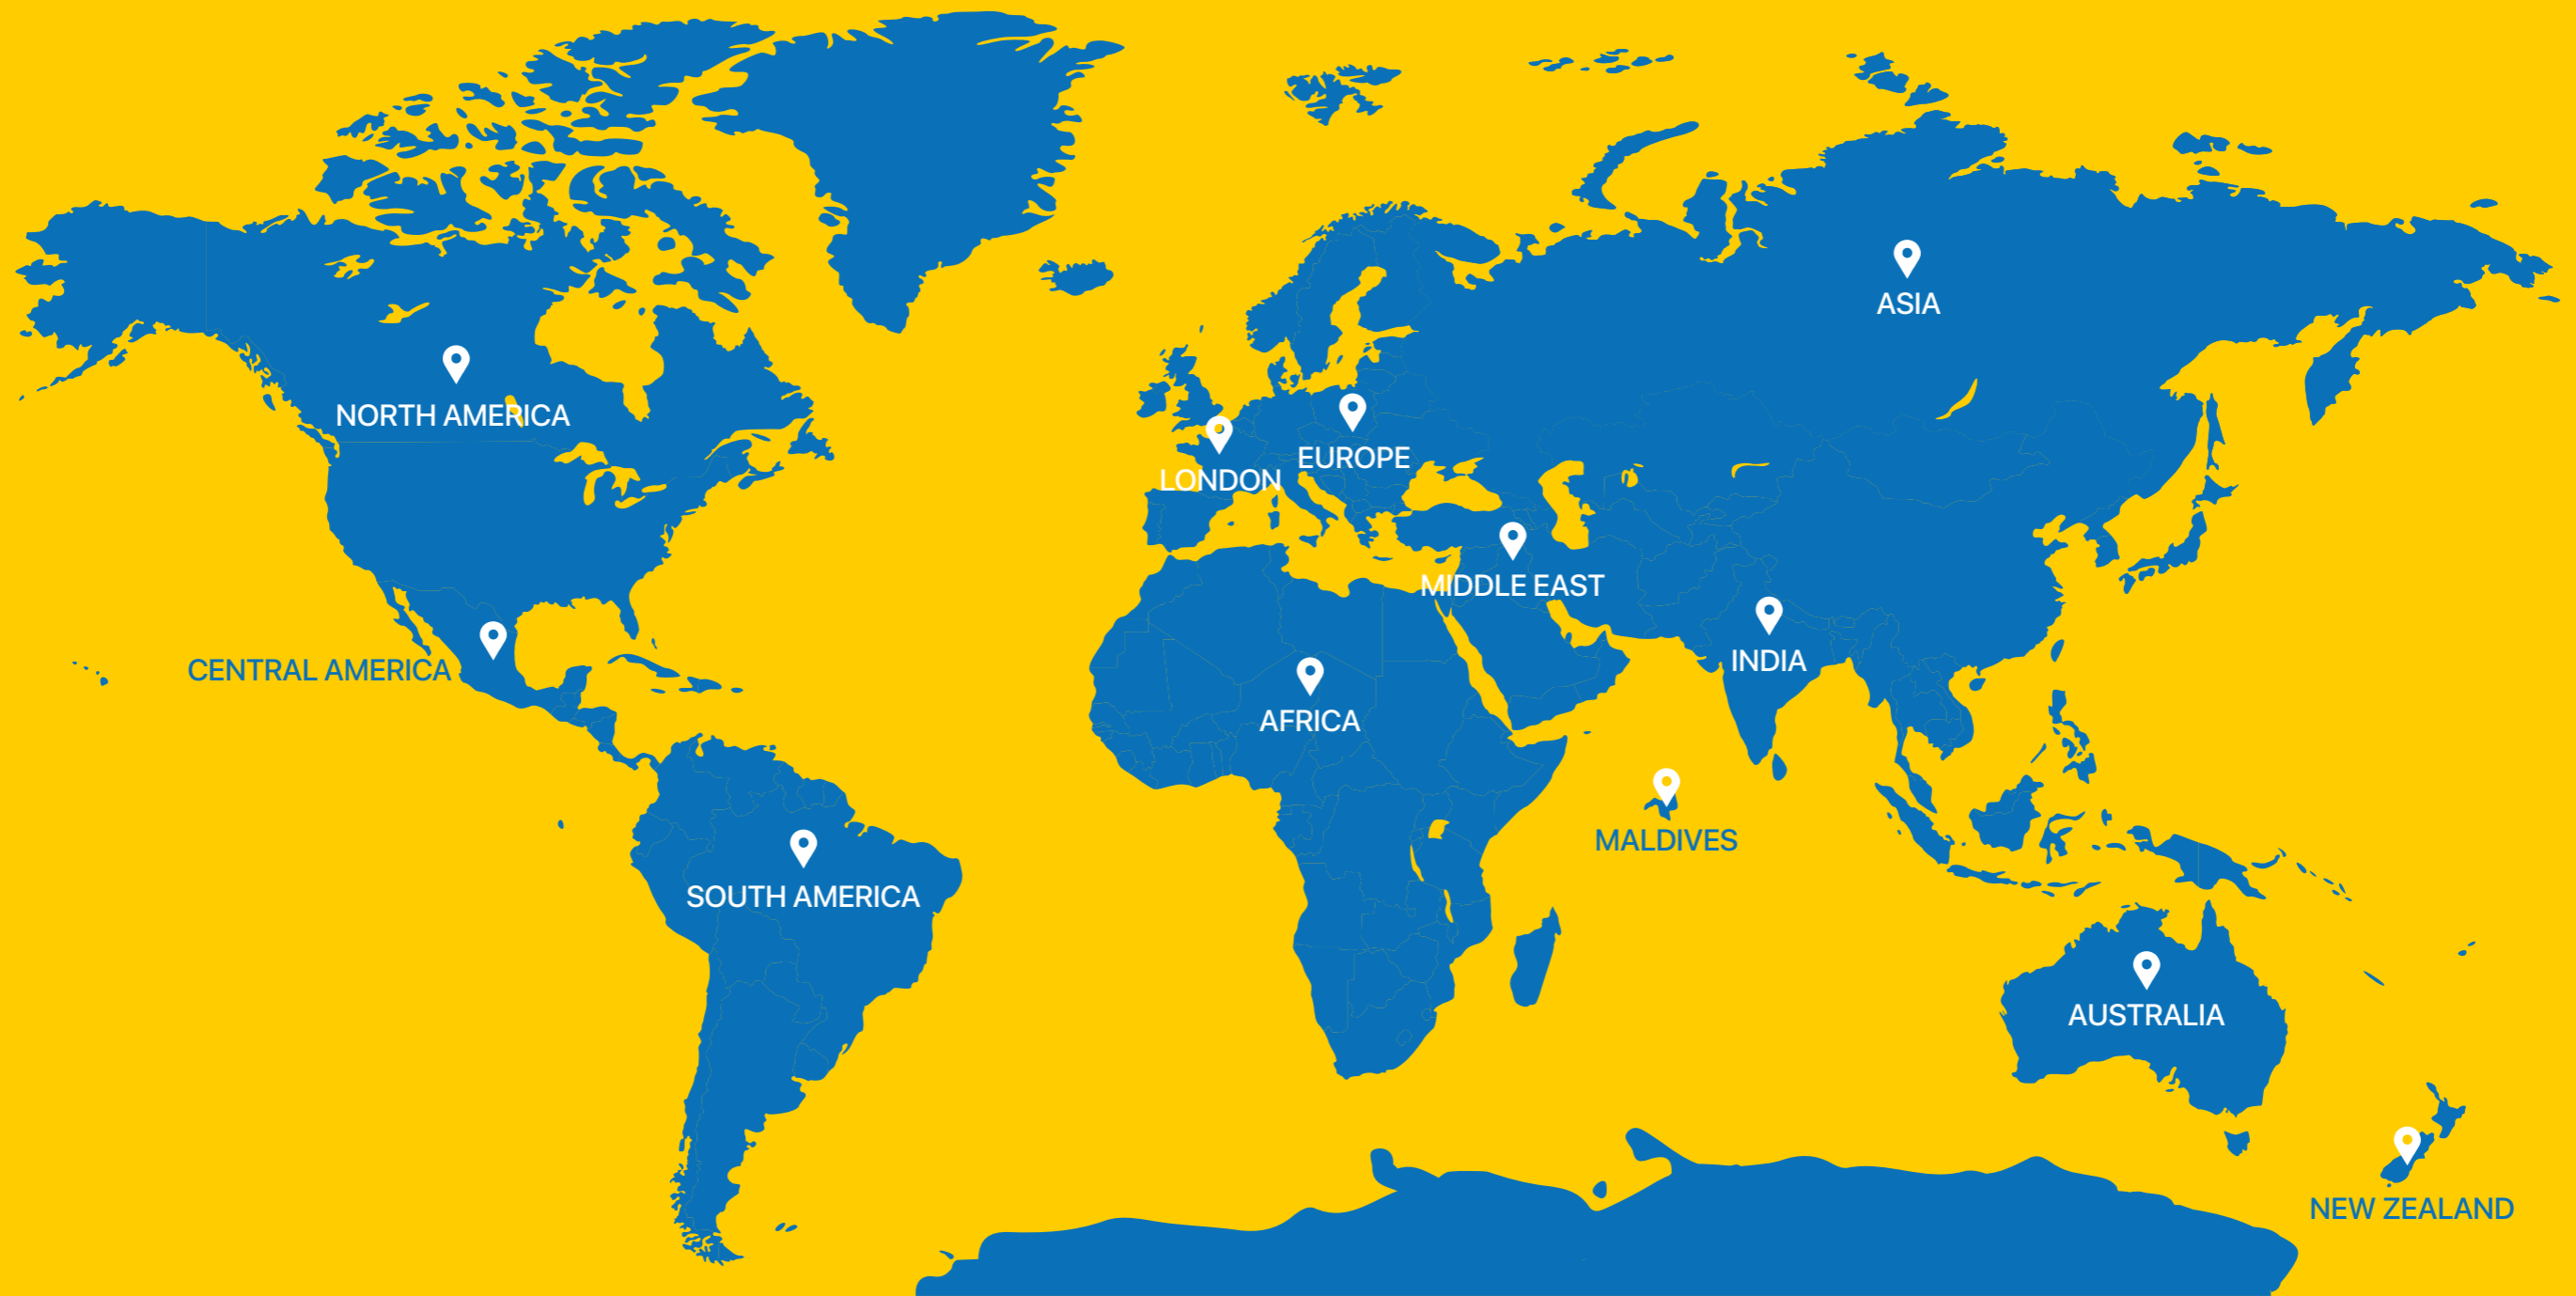 ASIA
NORTH AMERICA
EUROPE
LONDON
MIDDLE EAST
INDIA
CENTRAL AMERICA
AFRICA
MALDIVES
SOUTH AMERICA
AUSTRALIA
NEW ZEALAND